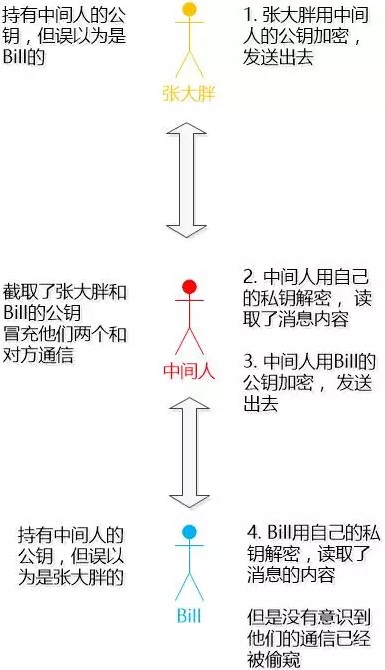 持有中间人的公
钥，但误以为是
Bill的
1. 张大胖用中间
人的公钥加密，
发送出去
张大胖
截取了张大胖和
Bill的公钥
冒充他们两个和
对方通信
2. 中间人用自己
的私钥解密， 读
取了消息内容
中间人
3. 中间人用Bill的
公钥加密， 发送
出去
持有中间人的
公钥，但误以
为是张大胖的
4. Bill用自己的私
钥解密，读取了
消息的内容
Bill
但是没有意识到
他们的通信已经
被偷窥